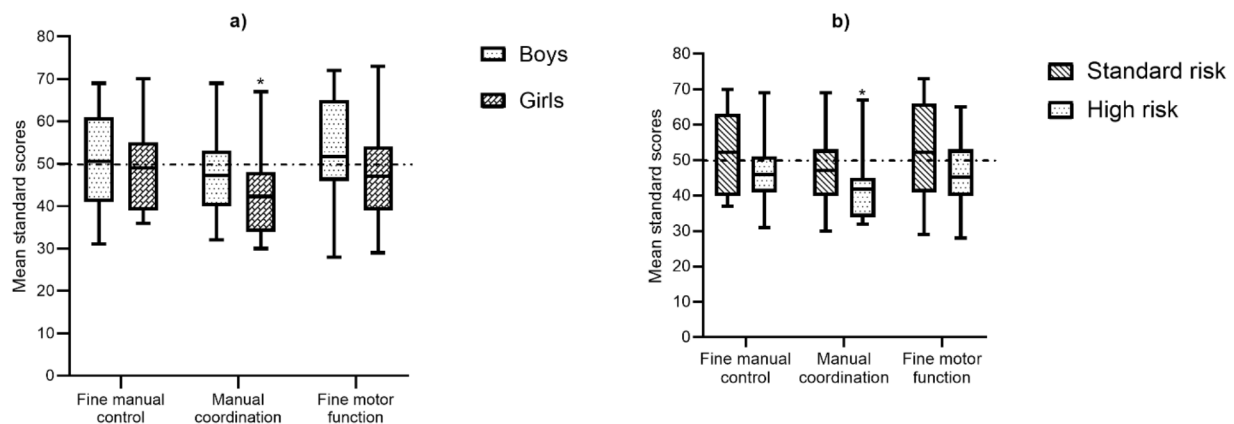 a)
Mean standard scores
80
70
60
50
40
30
20
10
0
*
Fine manual
control
Manual
coordination
Fine motor
function
Boys
Girls
b)
Mean standard scores
80
70
60
50
40
30
20
10
0
*
Fine manual
control
Manual
coordination
Fine motor
function
Standard risk
High risk